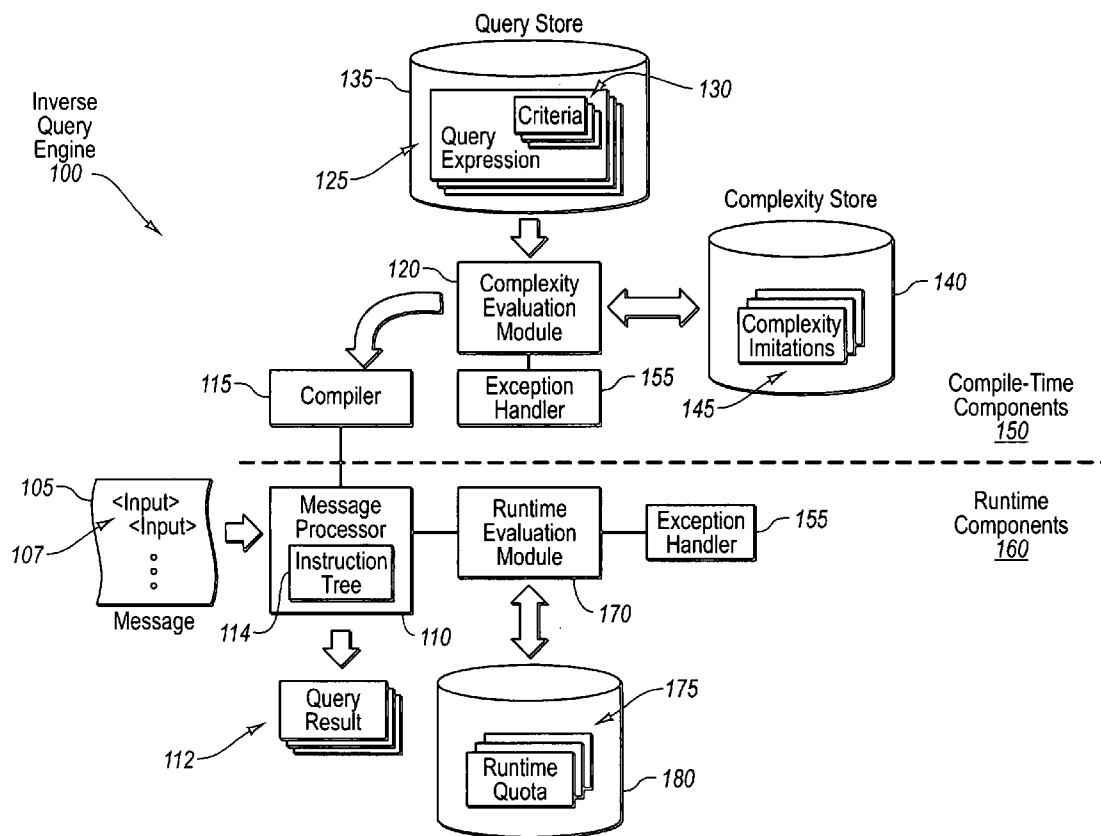 Query Store
135
130
Criteria
Query
Expression
125
Inverse
Query
Engine
100
Complexity Store
120
Complexity
Evaluation
Module
140
Complexity
Imitations
145
115
Compiler
Exception
Handler
155
Compile-Time
Components
150
105
<Input>
<Input>
107
Message
Message
Processor
Instruction
Tree
114
110
Runtime
Evaluation
Module
170
Exception
Handler
155
Runtime
Components
160
Query
Result
112
175
Runtime
Quota
180